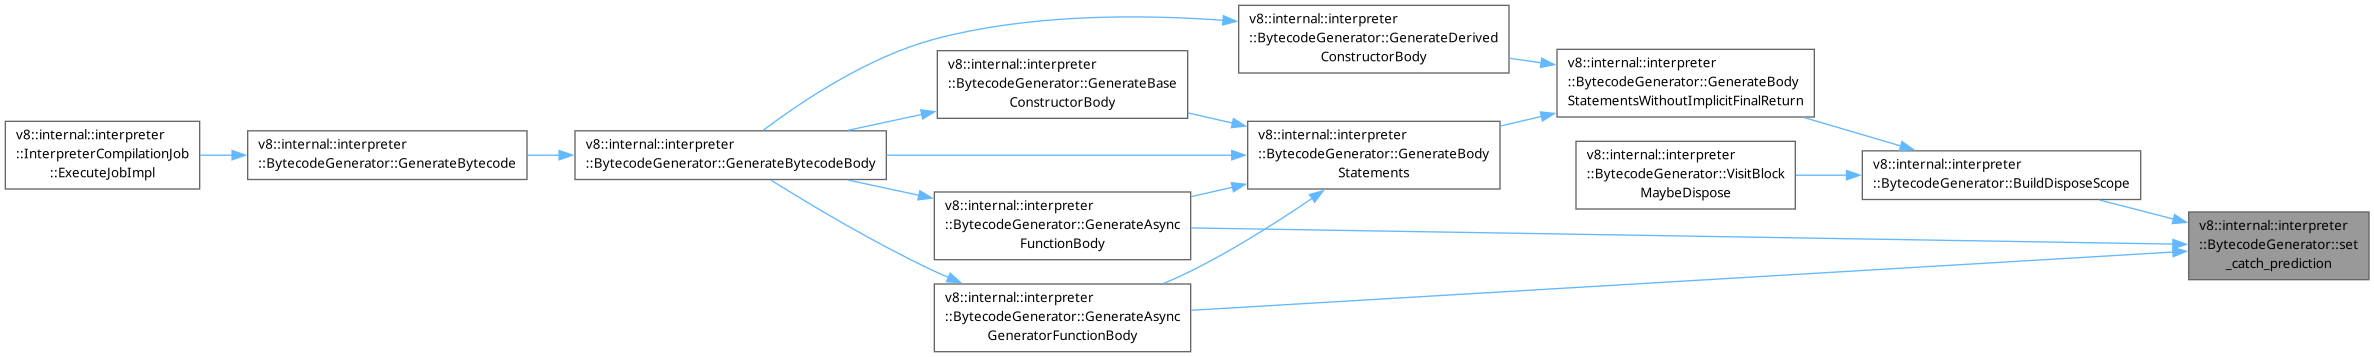 v8::internal::interpreter
::InterpreterCompilationJob
::ExecuteJobImpl
v8::internal::interpreter
::BytecodeGenerator::GenerateBytecode
v8::internal::interpreter
::BytecodeGenerator::GenerateBytecodeBody
v8::internal::interpreter
::BytecodeGenerator::GenerateBase
ConstructorBody
v8::internal::interpreter
::BytecodeGenerator::GenerateAsync
FunctionBody
v8::internal::interpreter
::BytecodeGenerator::GenerateAsync
GeneratorFunctionBody
v8::internal::interpreter
::BytecodeGenerator::GenerateDerived
ConstructorBody
v8::internal::interpreter
::BytecodeGenerator::GenerateBody
Statements
v8::internal::interpreter
::BytecodeGenerator::GenerateBody
StatementsWithoutImplicitFinalReturn
v8::internal::interpreter
::BytecodeGenerator::VisitBlock
MaybeDispose
v8::internal::interpreter
::BytecodeGenerator::BuildDisposeScope
v8::internal::interpreter
::BytecodeGenerator::set
_catch_prediction